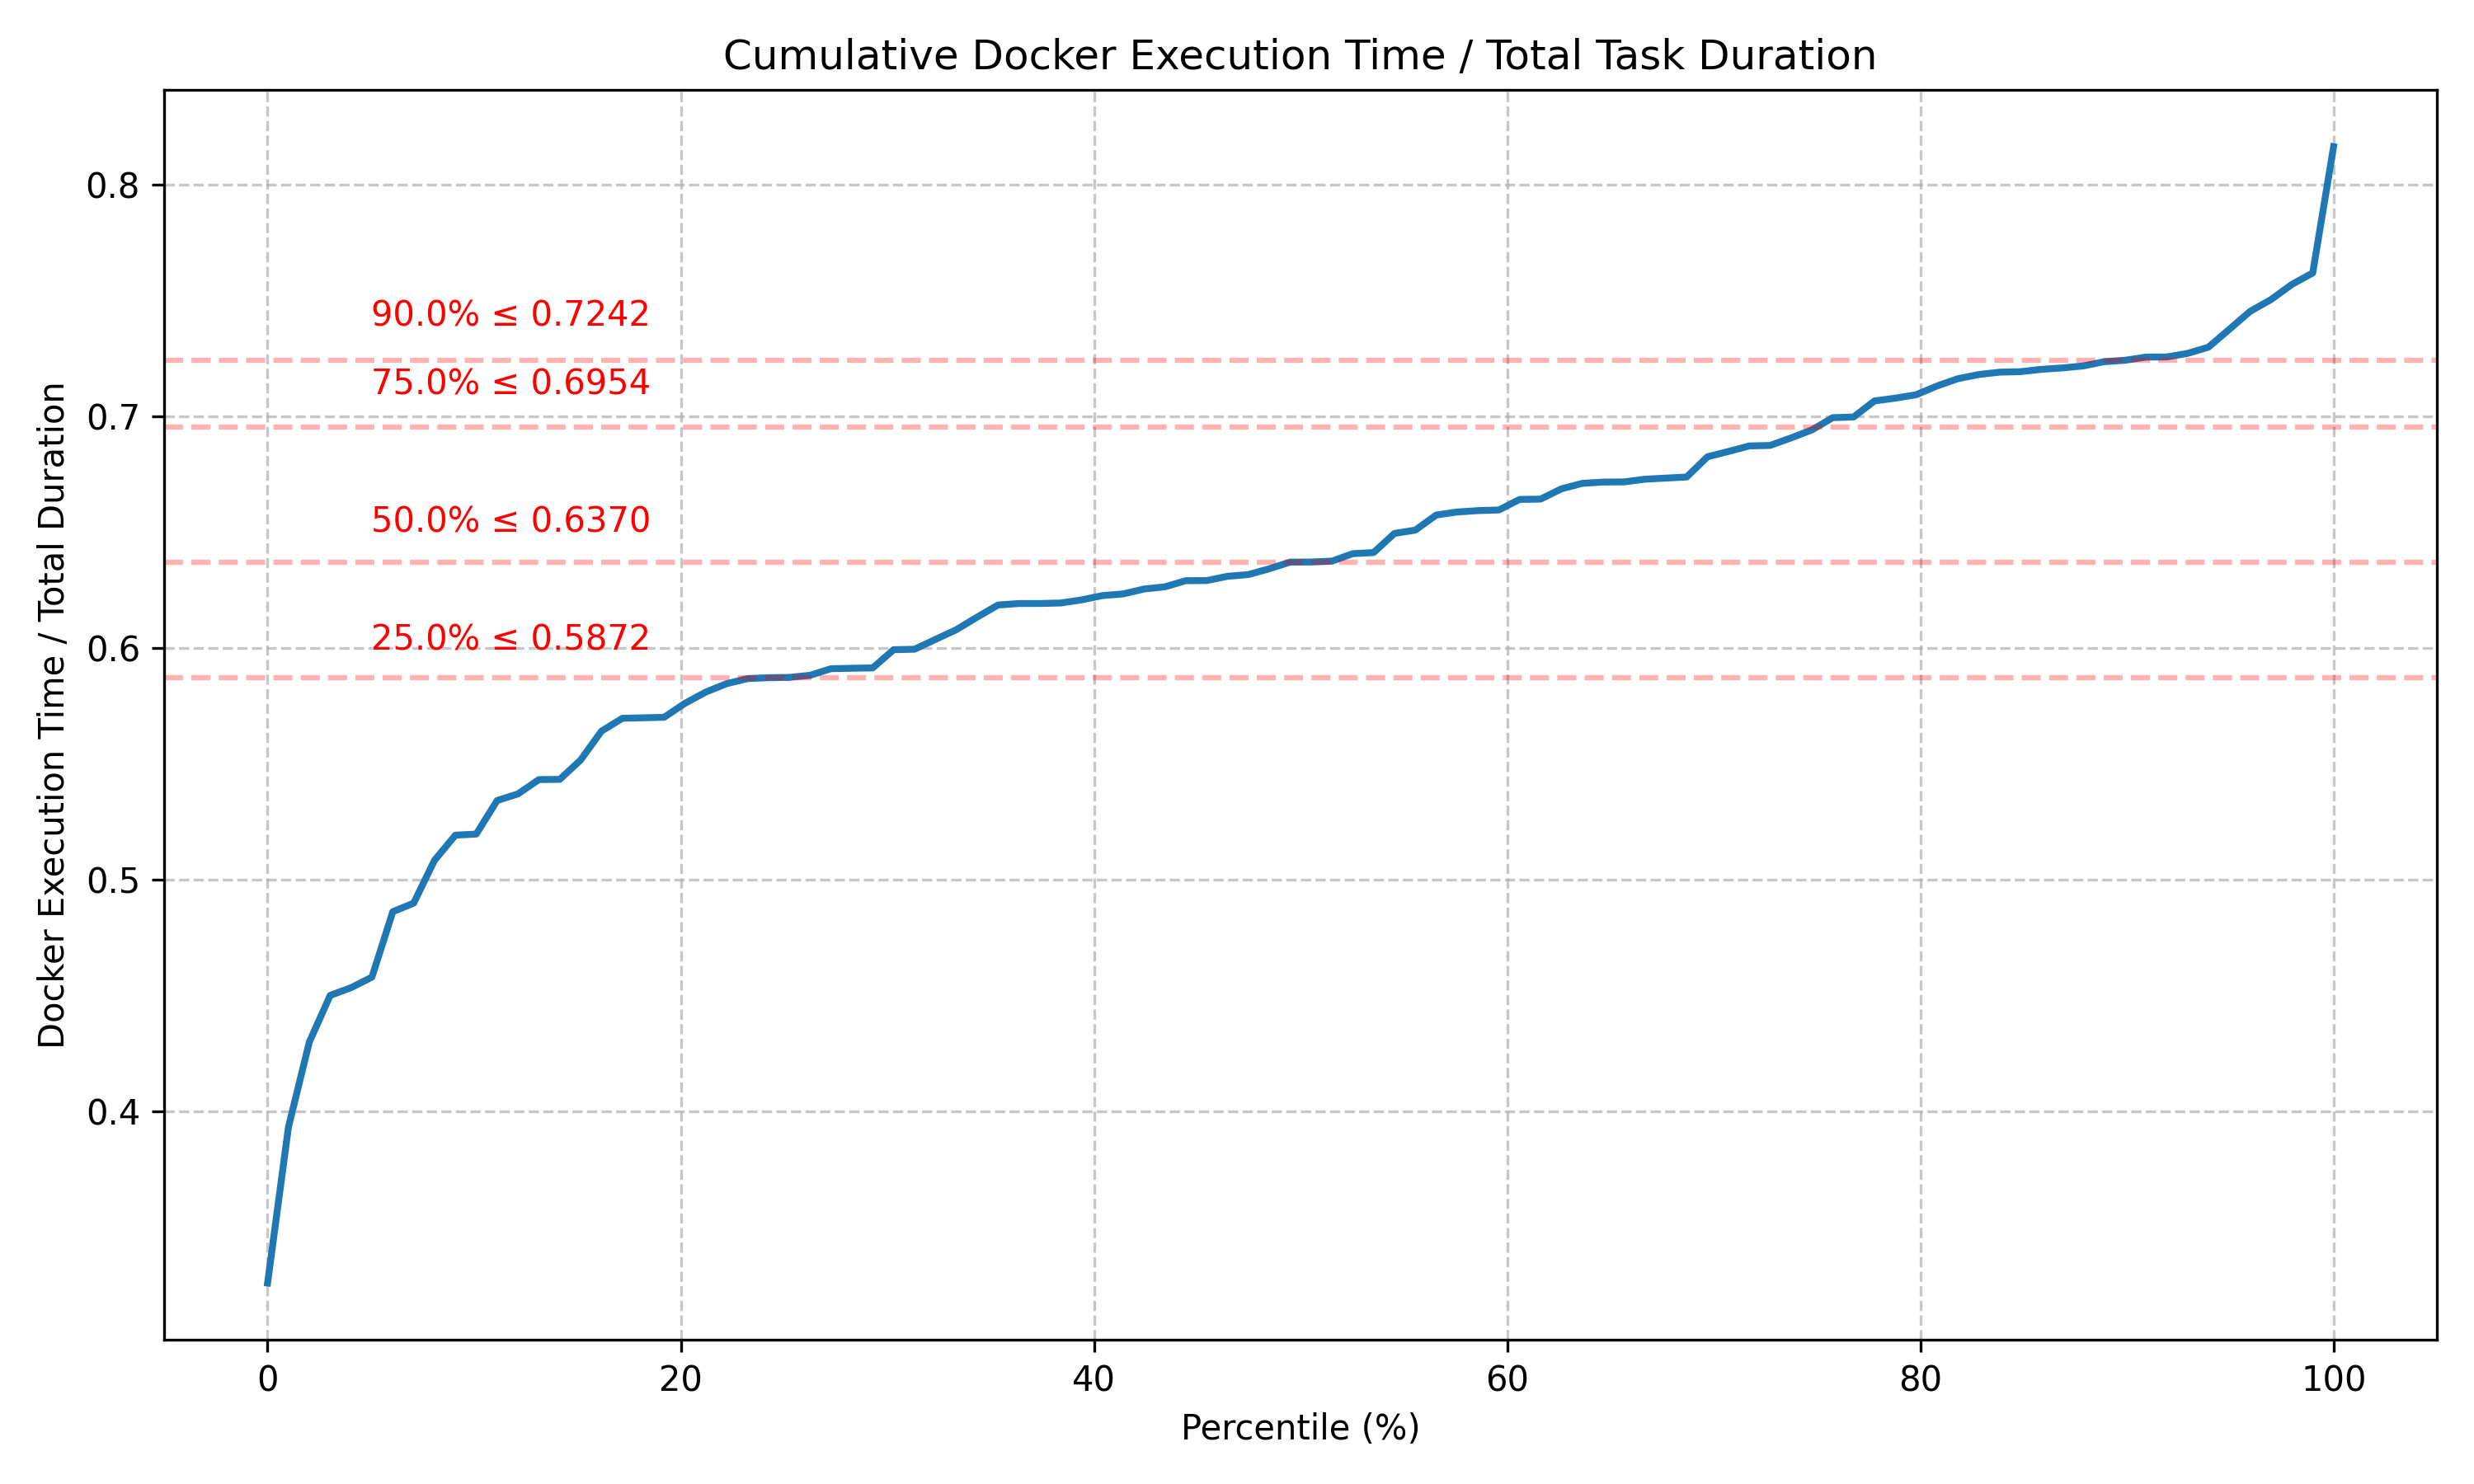 Cumulative Docker Execution Time / Total Task Duration
Docker Execution Time / Total Duration
0.8
0.7
0.6
0.5
0.4
90.0% ≤ 0.7242
75.0% ≤ 0.6954
50.0% ≤ 0.6370
25.0% ≤ 0.5872
0 20 40 60 80 100
Percentile (%)